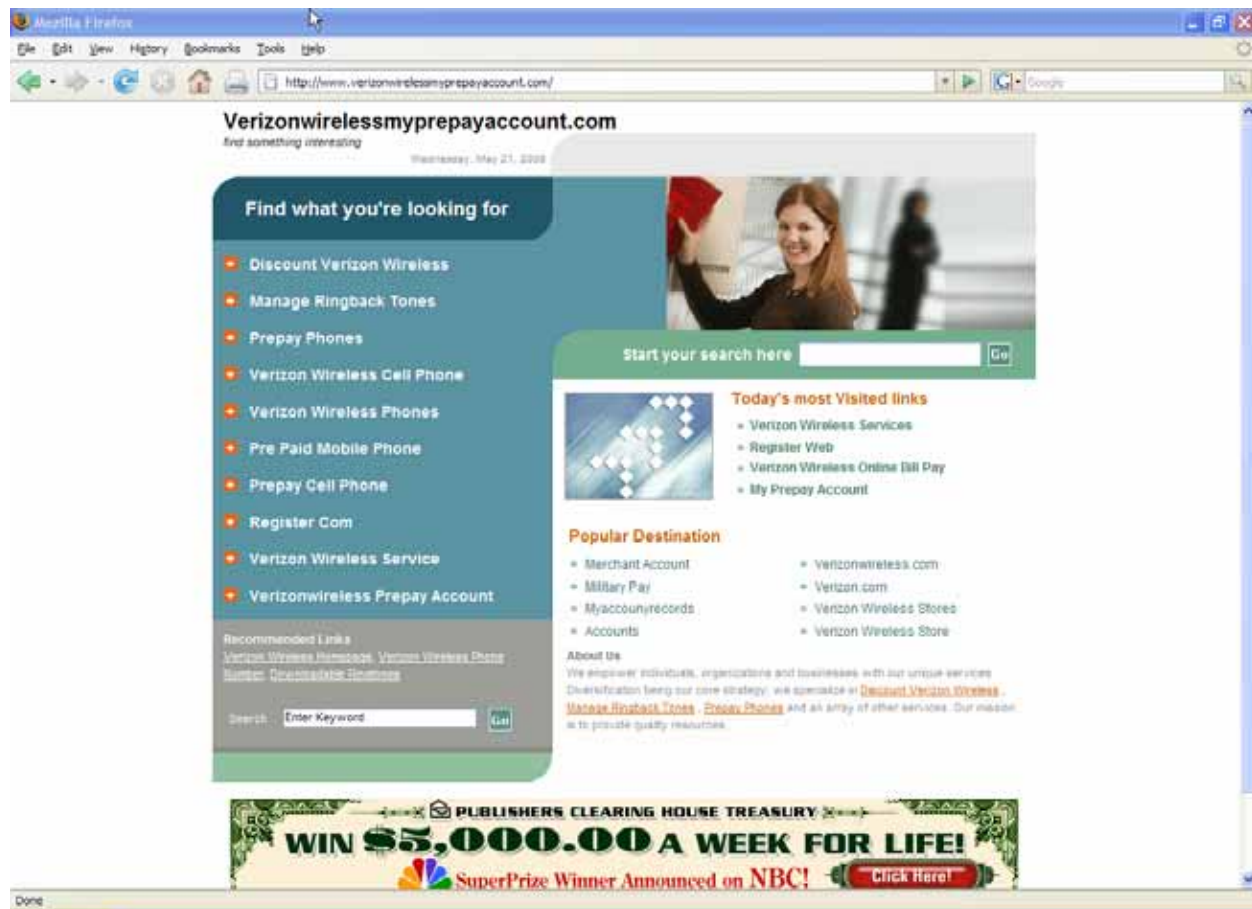 Mozilla Firefox
File Edit View History Bookmarks Tools Help
http://www.verizonwirelessmyprepayaccount.com/
Google
Verizonwirelessmyprepayaccount.com
find something interesting
Wednesday, May 21, 2008
Find what you're looking for
Discount Verizon Wireless
Manage Ringback Tones
Prepay Phones
Verizon Wireless Cell Phone
Verizon Wireless Phones
Pre Paid Mobile Phone
Prepay Cell Phone
Register Com
Verizon Wireless Service
Verizonwireless Prepay Account
Recommended Links
Verizon Wireless Homepage, Verizon Wireless Phone
Number, Downloadable Ringtones
Search Enter Keyword Go
Start your search here Go
Today's most Visited links
Verizon Wireless Services
Register Web
Verizon Wireless Online Bill Pay
My Prepay Account
Popular Destination
Merchant Account
Military Pay
Myaccounyrecords
Accounts
Verizonwireless.com
Verizon.com
Verizon Wireless Stores
Verizon Wireless Store
About Us
We empower individuals, organizations and businesses with our unique services
Diversification being our core strategy, we specialize in Discount Verizon Wireless ,
Manage Ringback Tones , Prepay Phones and an array of other services. Our mission
is to provide quality resources.
PUBLISHERS CLEARING HOUSE TREASURY
WIN $5,000.00 A WEEK FOR LIFE!
SuperPrize Winner Announced on NBC! Click Here!
Done